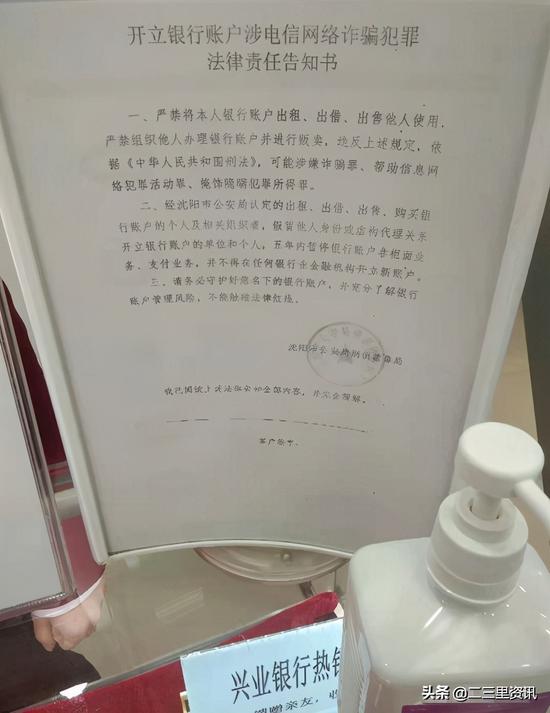 开立银行账户涉电信网络诈骗犯罪
法律责任告知书
一、严禁将本人银行账户出租、出借、出售他人使用,
严禁组织他人办理银行账户并进行贩卖,违反上述规定,依
据《中华人民共和国刑法》,可能涉嫌诈骗罪、帮助信息网
络犯罪活动罪、掩饰隐瞒犯罪所得罪。
二、经沈阳市公安局认定的出租、出借、出售、购买银
行账户的个人及相关组织者,假冒他人身份或虚构代理关系
开立银行账户的单位和个人,五年内暂停银行账户非柜面业
务、支付业务,并不得在任何银行业金融机构开立新账户。
三、请务必守护好您名下的银行账户,并充分了解银行
账户管理风险,不能触碰法律红线。
沈阳市公安局
我已阅读上述法律告知全部内容,并完全理解。
客户签字:
兴业银行热销
馈赠亲友,
头条 @二三里资讯